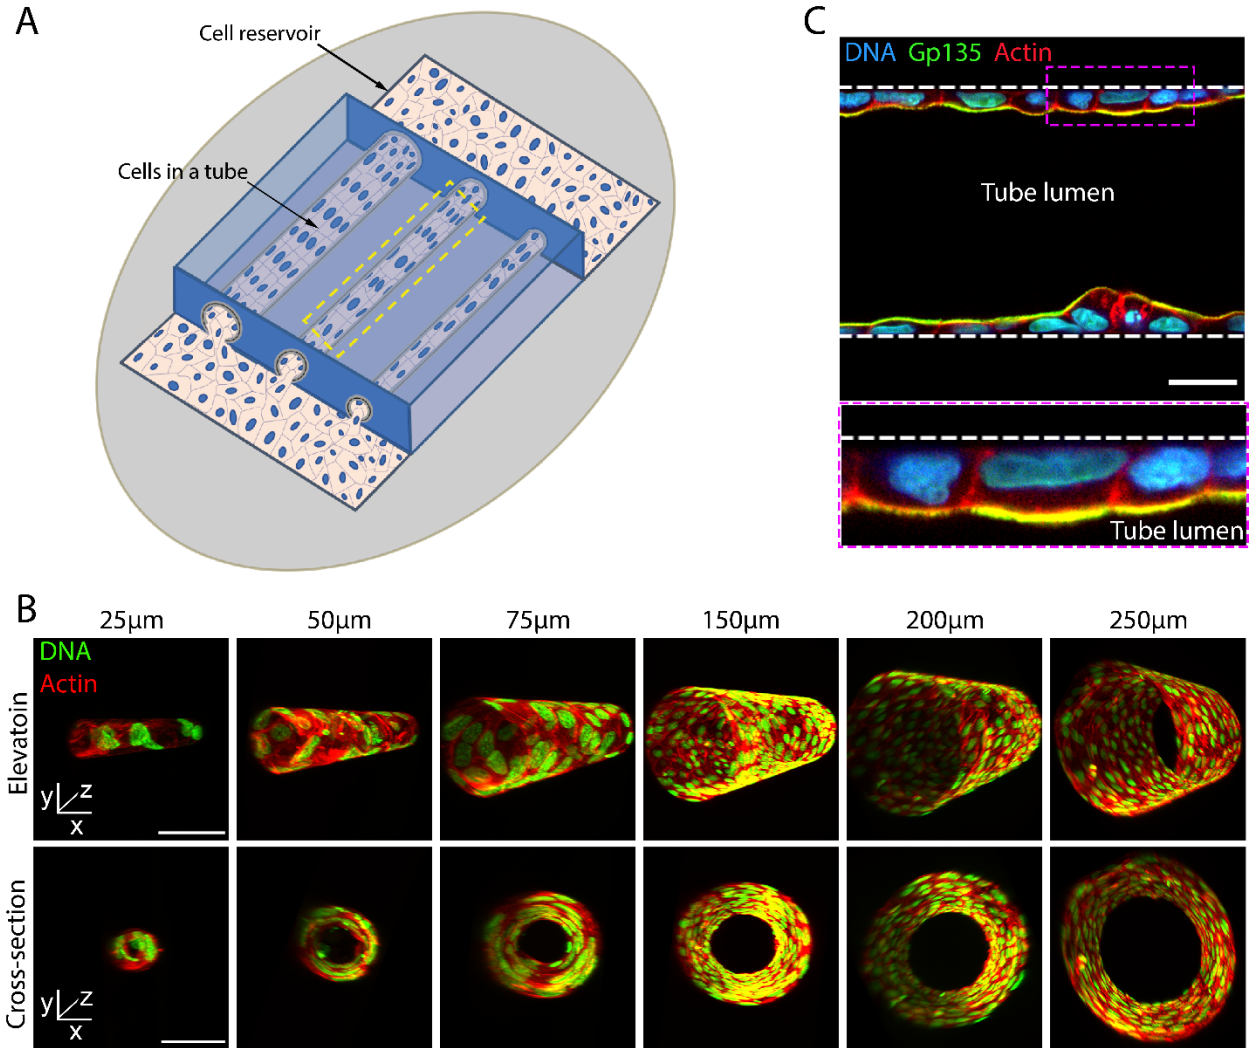 A
Cell reservoir
Cells in a tube
C
DNA Gp135 Actin
Tube lumen
Tube lumen
B
25µm 50µm 75µm 150µm 200µm 250µm
DNA
Actin
Elevatoin
y z
x
Cross-section
y z
x